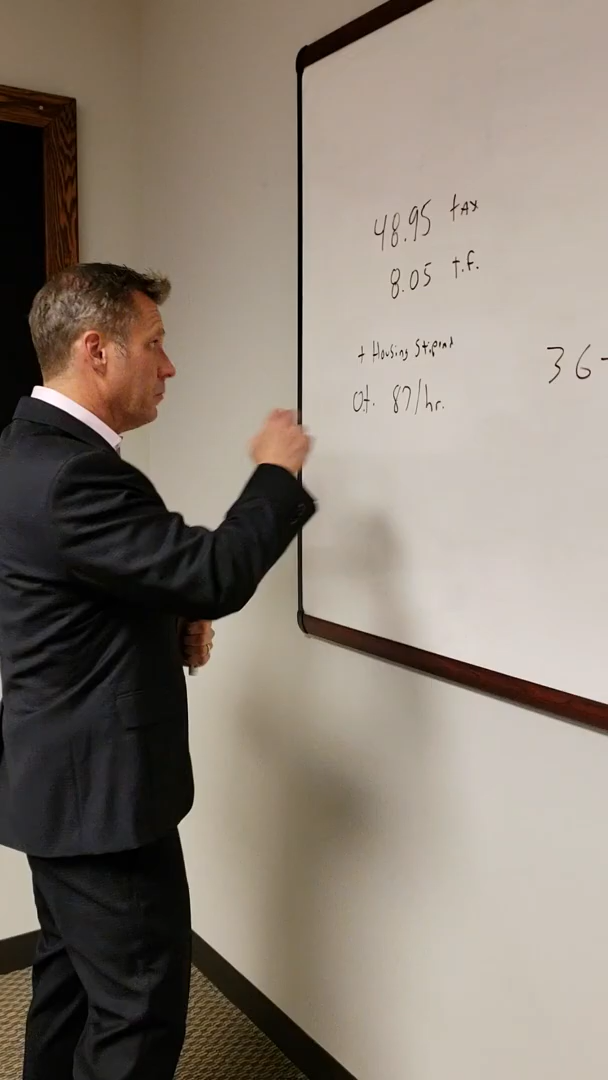 48.95 tax
8.05 t.f.
+ Housing Stipend
o.t. 87/hr.
36